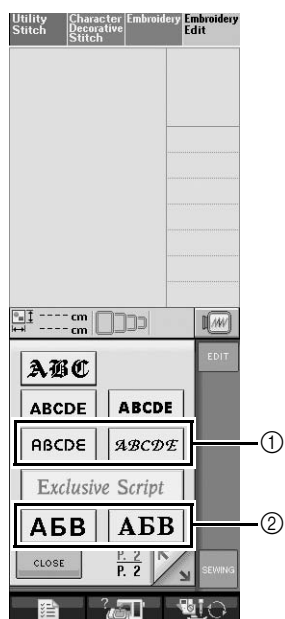 Utility Stitch
Character Decorative Stitch
Embroidery
Embroidery Edit
---- cm
---- cm
EDIT
ABC
ABCDE ABCDE
ABCDE ABCDE ①
Exclusive Script
АБВ АБВ ②
CLOSE P. 2 P. 2 SEWING
?